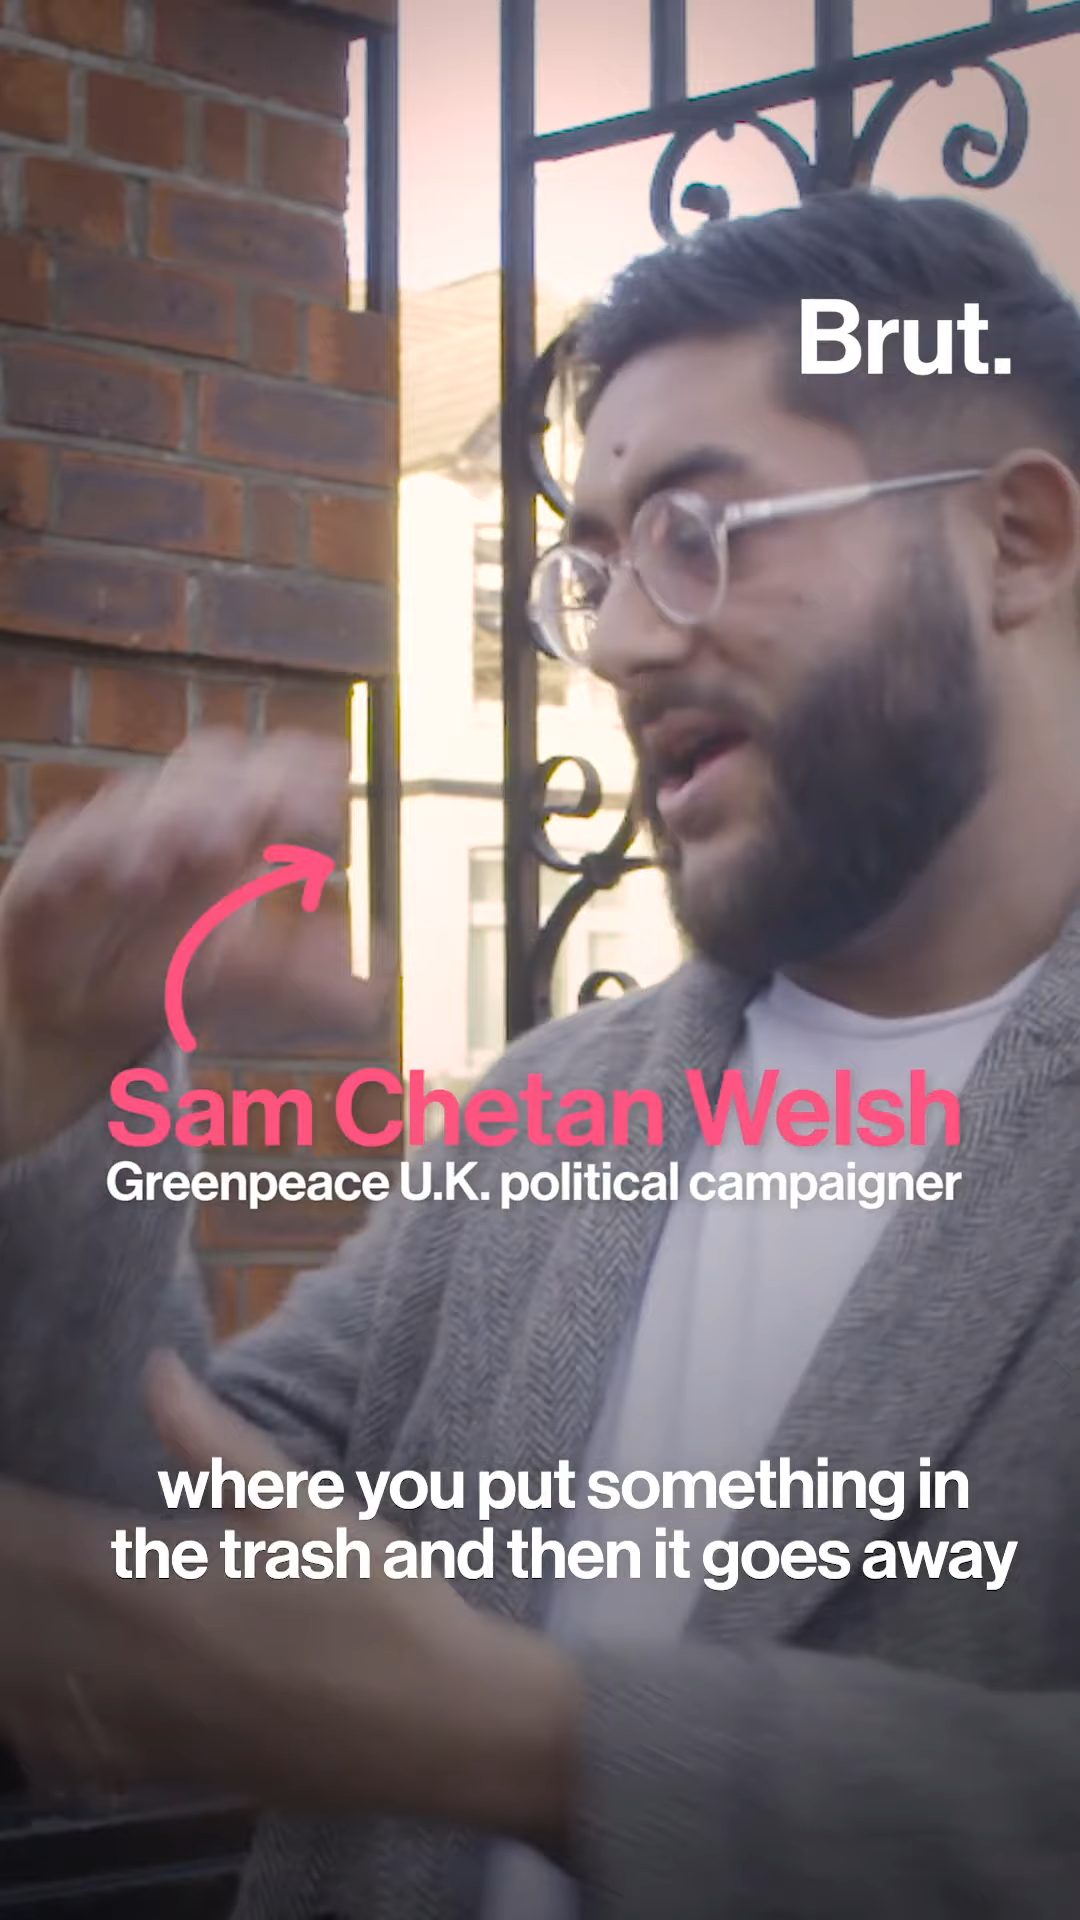 Brut.
Sam Chetan Welsh
Greenpeace U.K. political campaigner
where you put something in
the trash and then it goes away